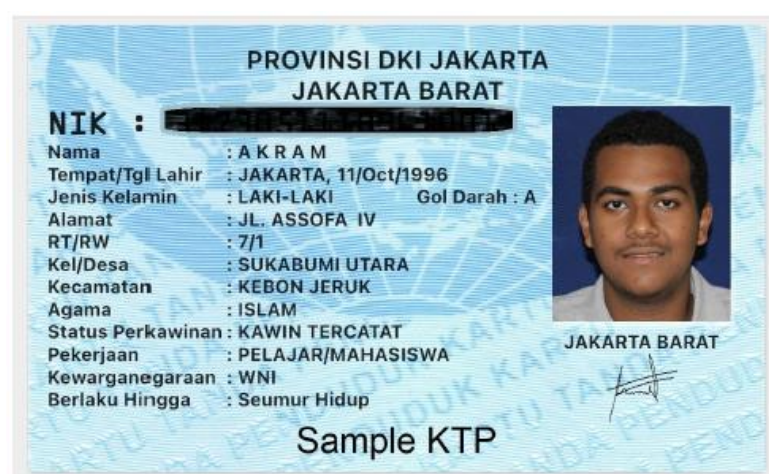 PROVINSI DKI JAKARTA
JAKARTA BARAT
NIK :
Nama : A K R A M
Tempat/Tgl Lahir : JAKARTA, 11/Oct/1996
Jenis Kelamin : LAKI-LAKI Gol Darah : A
Alamat : JL. ASSOFA IV
RT/RW : 7/1
Kel/Desa : SUKABUMI UTARA
Kecamatan : KEBON JERUK
Agama : ISLAM
Status Perkawinan : KAWIN TERCATAT
Pekerjaan : PELAJAR/MAHASISWA
Kewarganegaraan : WNI
Berlaku Hingga : Seumur Hidup
JAKARTA BARAT
Sample KTP